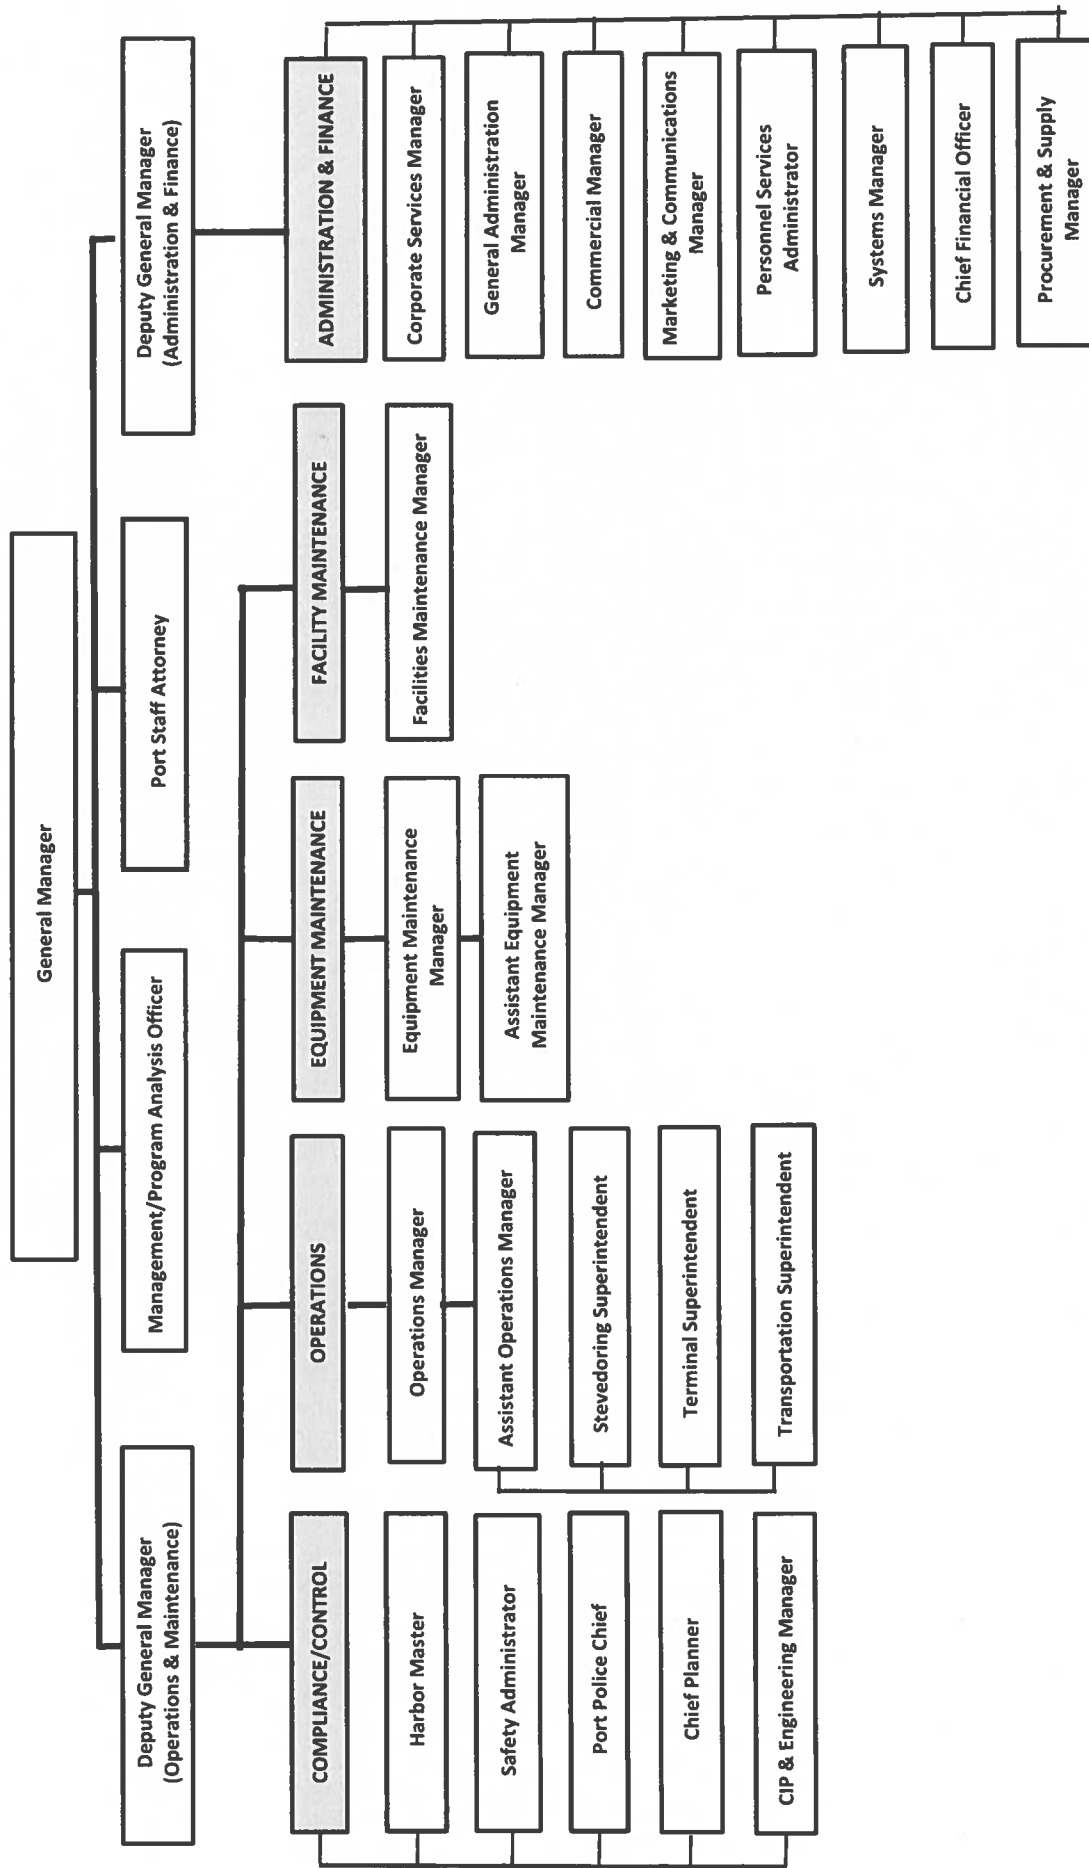 General Manager
Deputy General Manager
(Operations & Maintenance)
Management/Program Analysis Officer
Port Staff Attorney
Deputy General Manager
(Administration & Finance)
COMPLIANCE/CONTROL
Harbor Master
Safety Administrator
Port Police Chief
Chief Planner
CIP & Engineering Manager
OPERATIONS
Operations Manager
Assistant Operations Manager
Stevedoring Superintendent
Terminal Superintendent
Transportation Superintendent
EQUIPMENT MAINTENANCE
Equipment Maintenance
Manager
Assistant Equipment
Maintenance Manager
FACILITY MAINTENANCE
Facilities Maintenance Manager
ADMINISTRATION & FINANCE
Corporate Services Manager
General Administration
Manager
Commercial Manager
Marketing & Communications
Manager
Personnel Services
Administrator
Systems Manager
Chief Financial Officer
Procurement & Supply
Manager